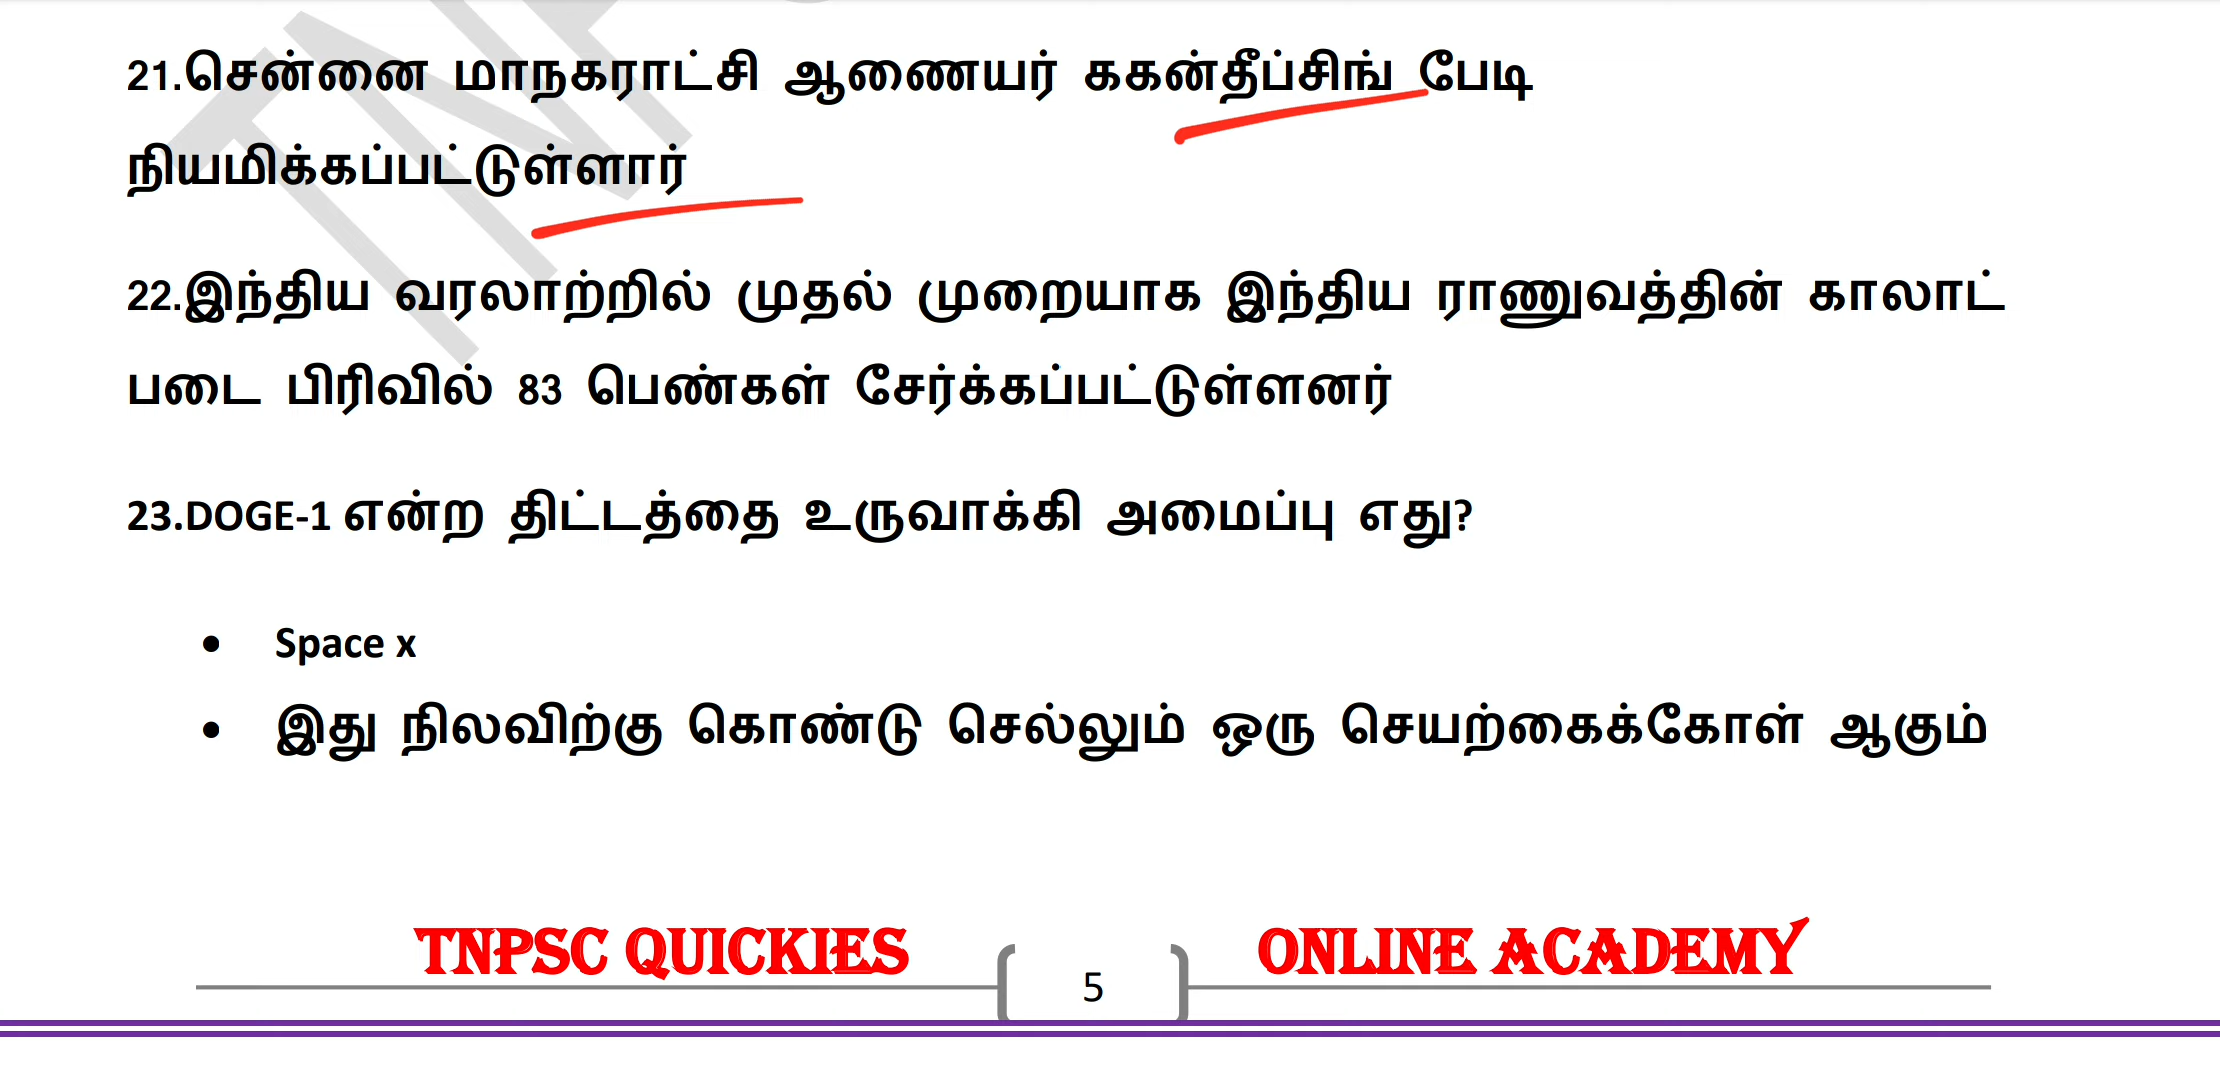 21.சென்னை மாநகராட்சி ஆணையர் ககன்தீப்சிங் பேடி
நியமிக்கப்பட்டுள்ளார்
22.இந்திய வரலாற்றில் முதல் முறையாக இந்திய ராணுவத்தின் காலாட்
படை பிரிவில் 83 பெண்கள் சேர்க்கப்பட்டுள்ளனர்
23.DOGE-1 என்ற திட்டத்தை உருவாக்கி அமைப்பு எது?
• Space x
• இது நிலவிற்கு கொண்டு செல்லும் ஒரு செயற்கைக்கோள் ஆகும்
TNPSC QUICKIES 5 ONLINE ACADEMY